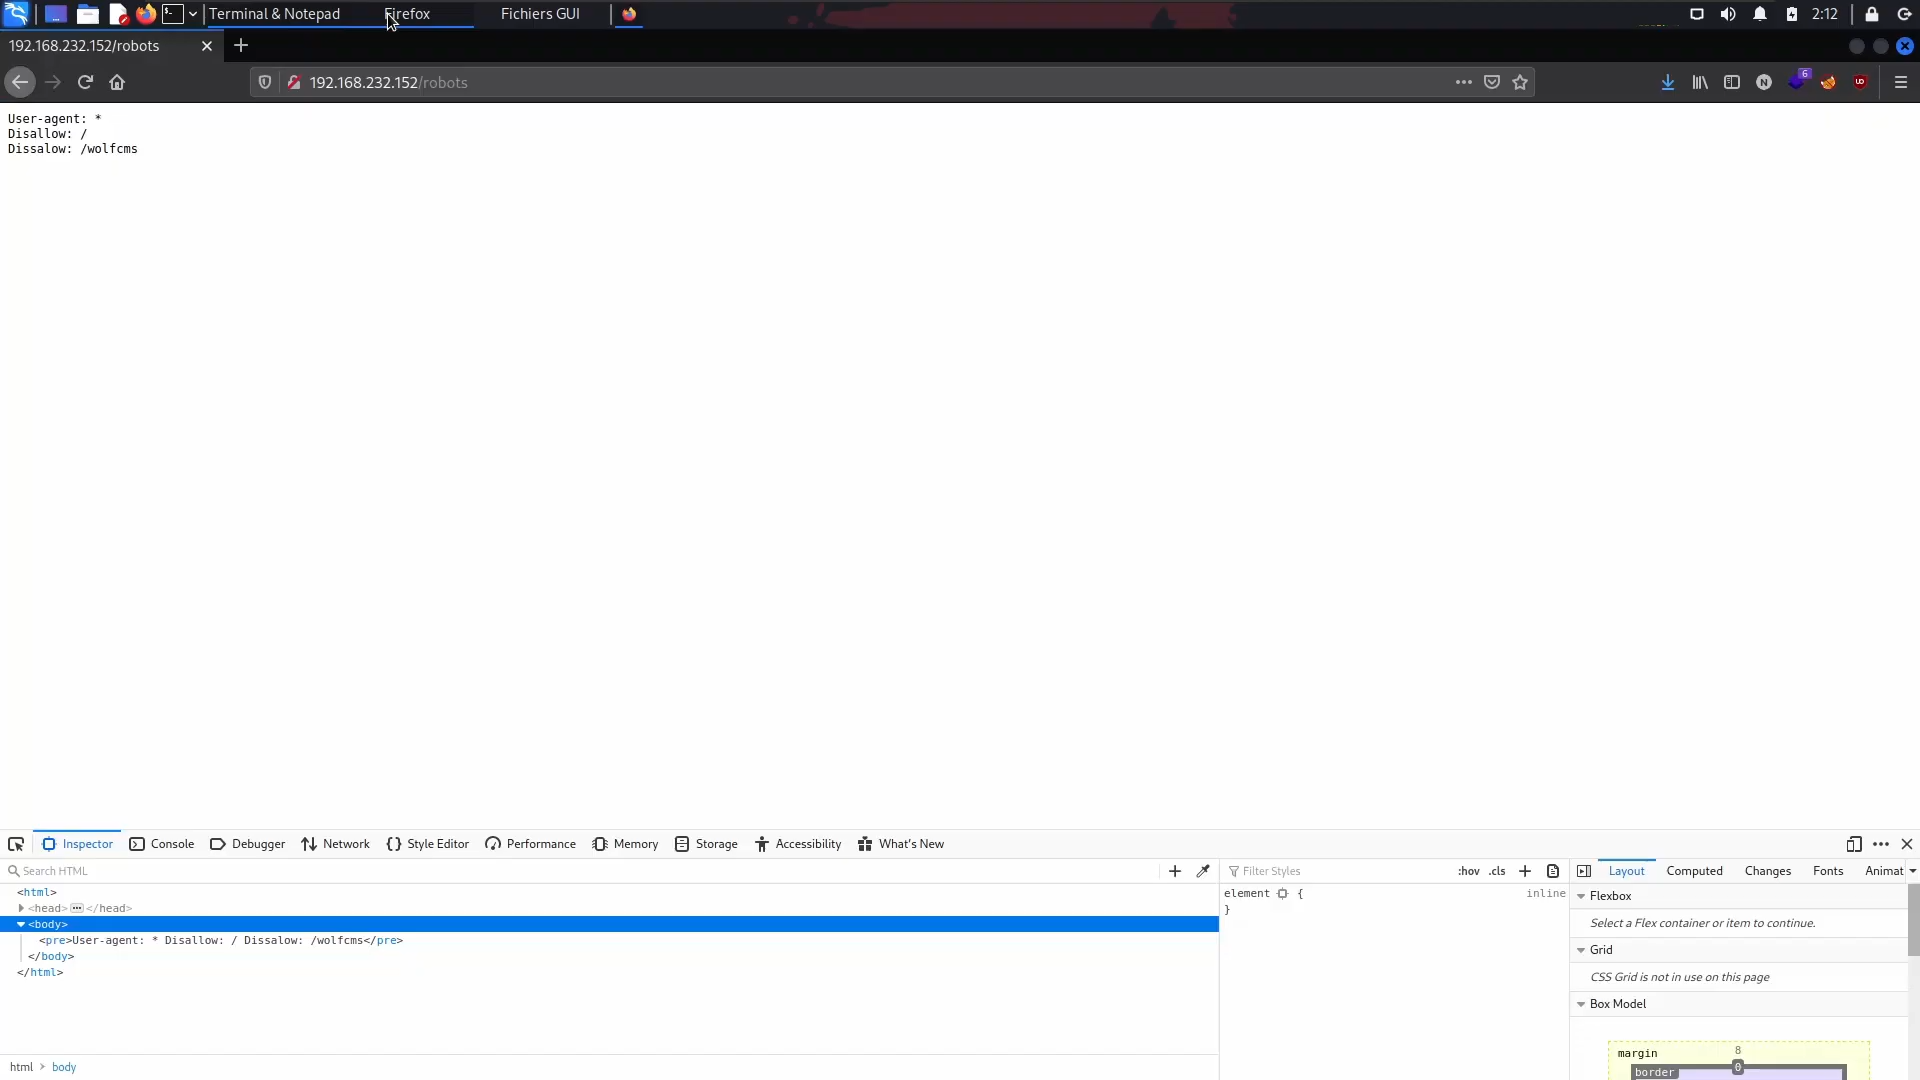 Terminal & Notepad Firefox Fichiers GUI 2:12
192.168.232.152/robots
192.168.232.152/robots 6
User-agent: *
Disallow: /
Dissalow: /wolfcms
Inspector Console Debugger Network Style Editor Performance Memory Storage Accessibility What's New
Search HTML
<html>
<head> ••• </head>
<body>
<pre>User-agent: * Disallow: / Dissalow: /wolfcms</pre>
</body>
</html>
html > body
Filter Styles :hov .cls
element { inline
}
Layout Computed Changes Fonts Animat
Flexbox
Select a Flex container or item to continue.
Grid
CSS Grid is not in use on this page
Box Model
margin 8
border 0